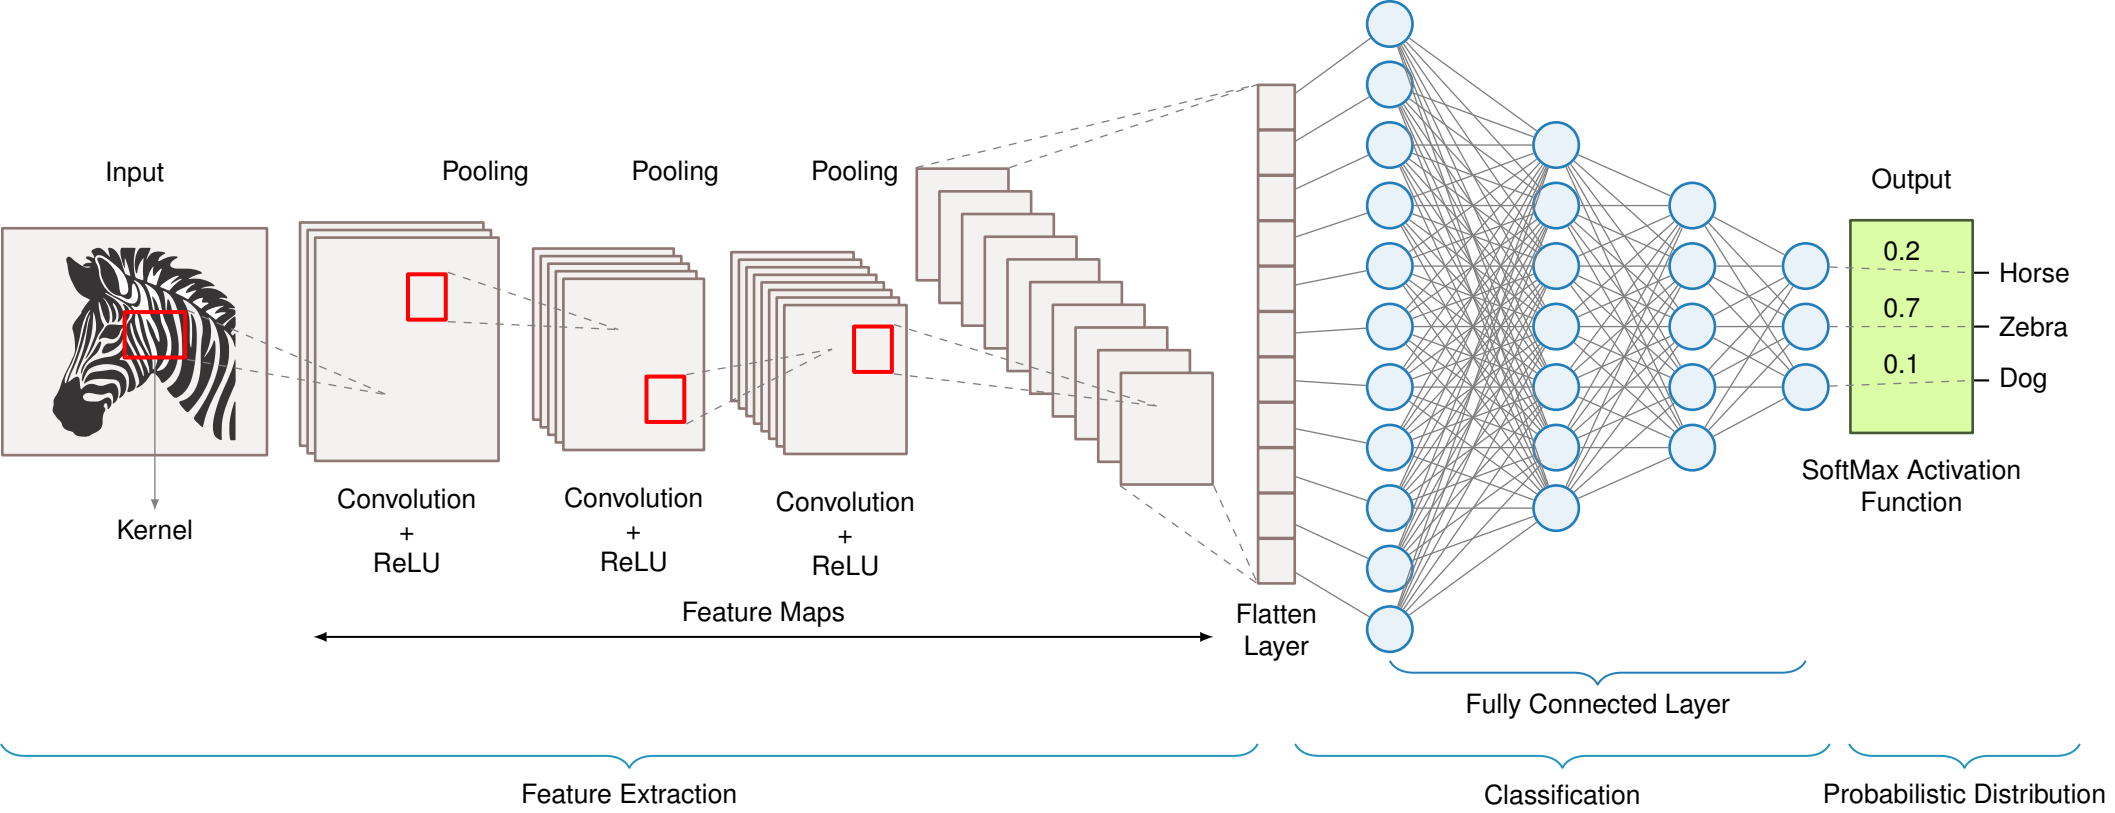 Input
Pooling
Pooling
Pooling
Output
0.2
Horse
0.7
Zebra
0.1
Dog
SoftMax Activation
Function
Kernel
Convolution
+
ReLU
Convolution
+
ReLU
Convolution
+
ReLU
Feature Maps
Flatten
Layer
Fully Connected Layer
Feature Extraction
Classification
Probabilistic Distribution